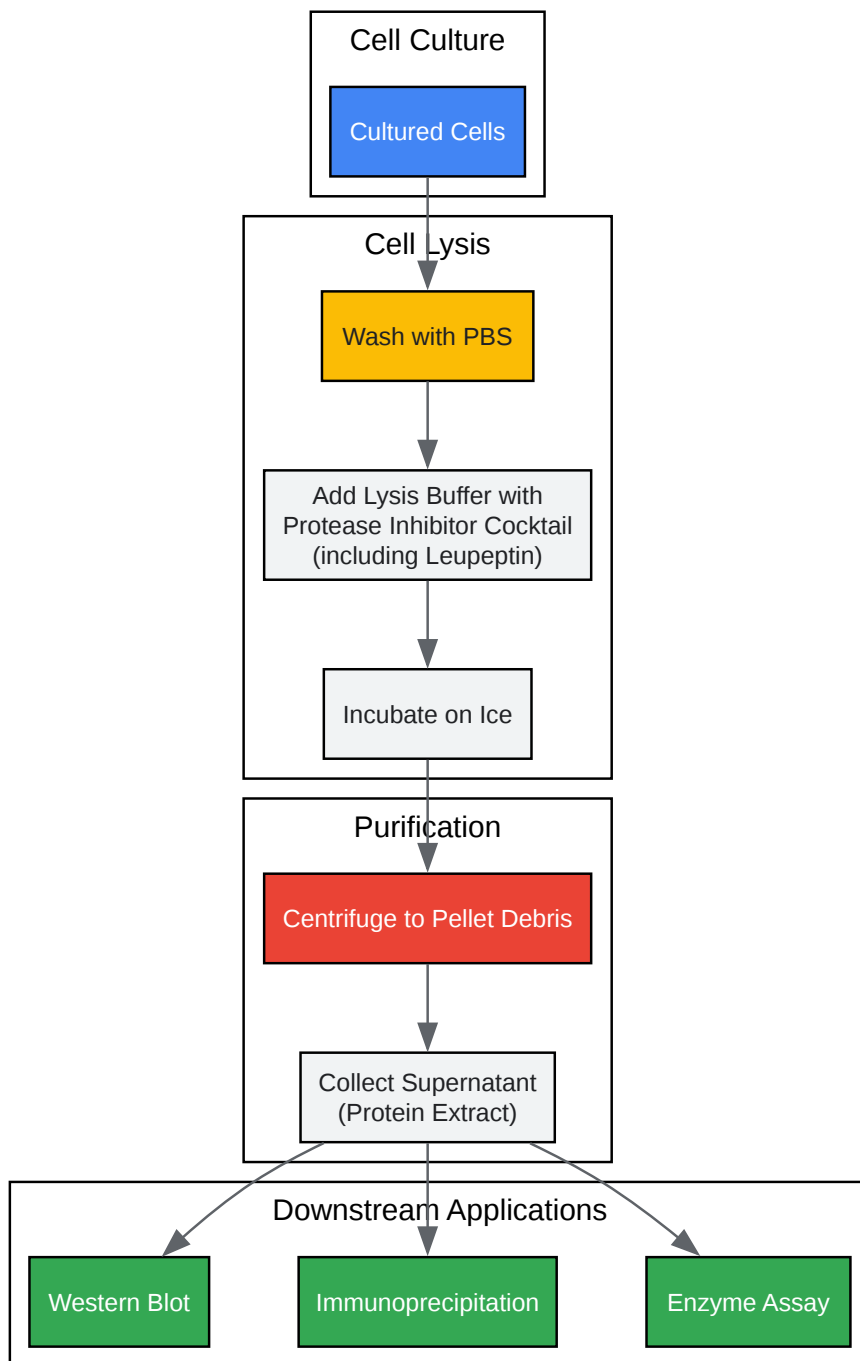 Cell Culture
Cultured Cells
Cell Lysis
Wash with PBS
Add Lysis Buffer with
Protease Inhibitor Cocktail
(including Leupeptin)
Incubate on Ice
Purification
Centrifuge to Pellet Debris
Collect Supernatant
(Protein Extract)
Downstream Applications
Western Blot
Immunoprecipitation
Enzyme Assay